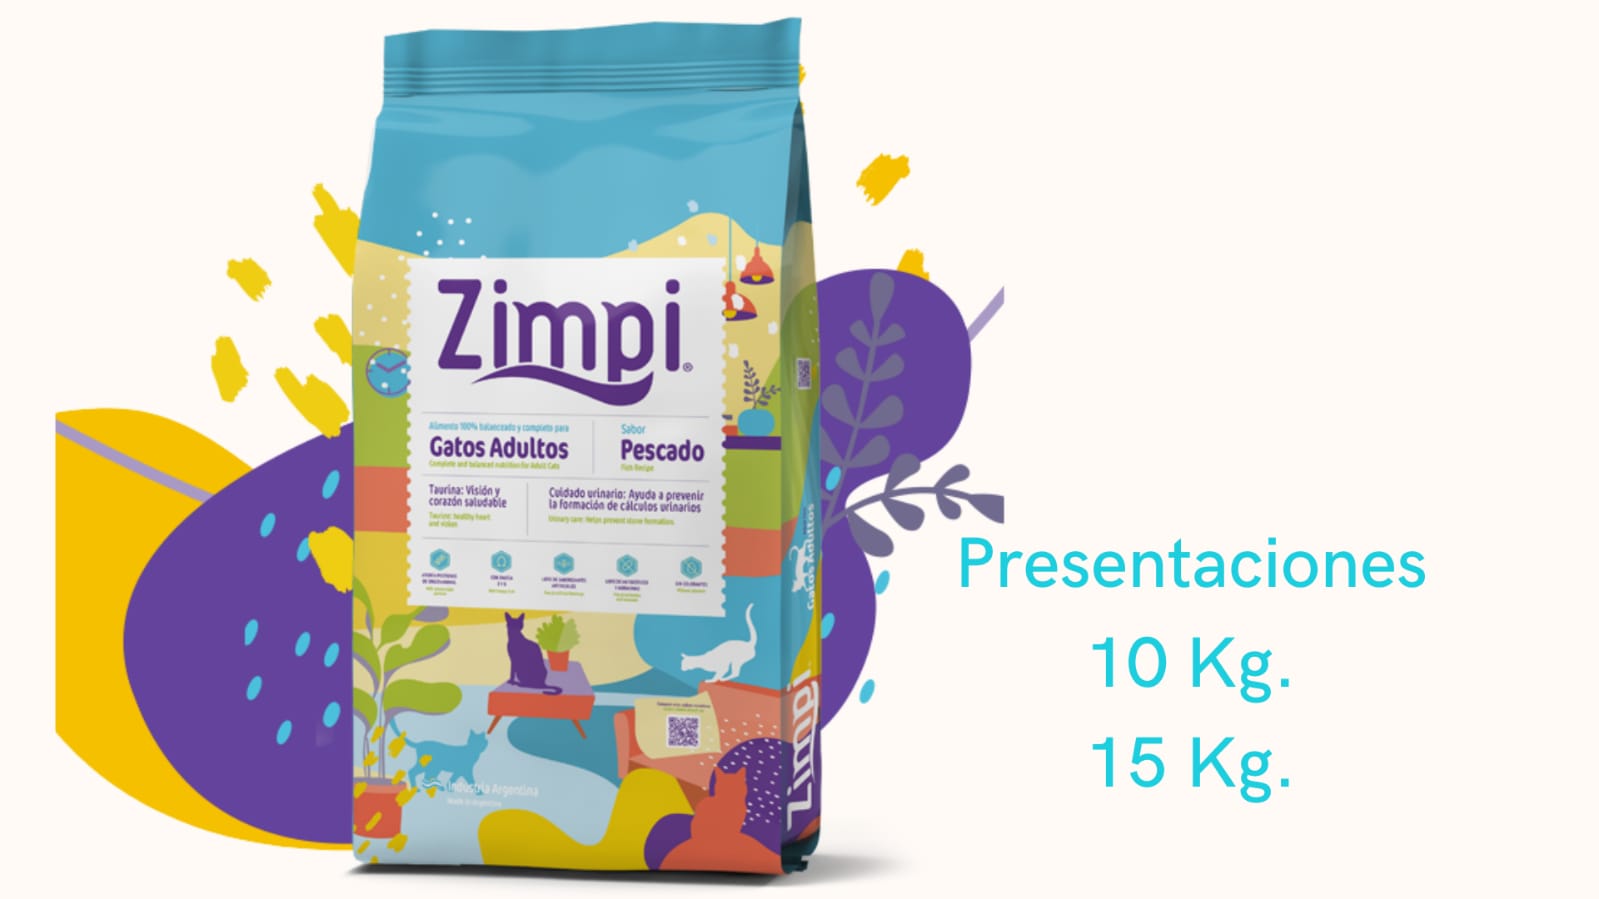 Zimpi®
Alimento 100% balanceado y completo para
Gatos Adultos
Complete and balanced nutrition for Adult Cats
Sabor
Pescado
Fish Recipe
Taurina: Visión y
corazón saludable
Taurine: healthy heart
and vision
Cuidado urinario: Ayuda a prevenir
la formación de cálculos urinarios
Urinary care: Helps prevent stone formation.
Industria Argentina
Made in Argentina
Gatos Adultos
Zimpi
Presentaciones
10 Kg.
15 Kg.